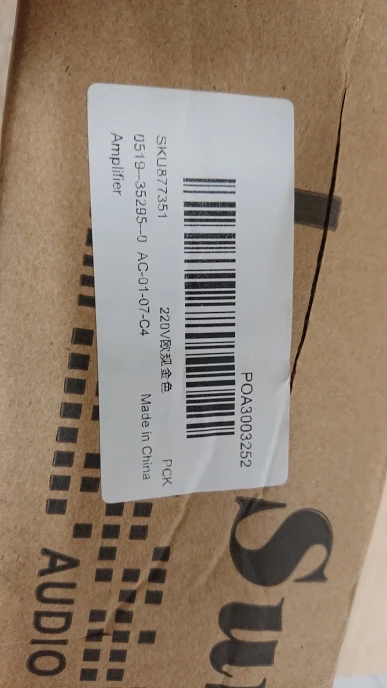 POA3003252
SKU877351 220V欧规金色 PCK
0519--35295--0 AC-01-07-C4 Made in China
Amplifier
Su
AUDIO